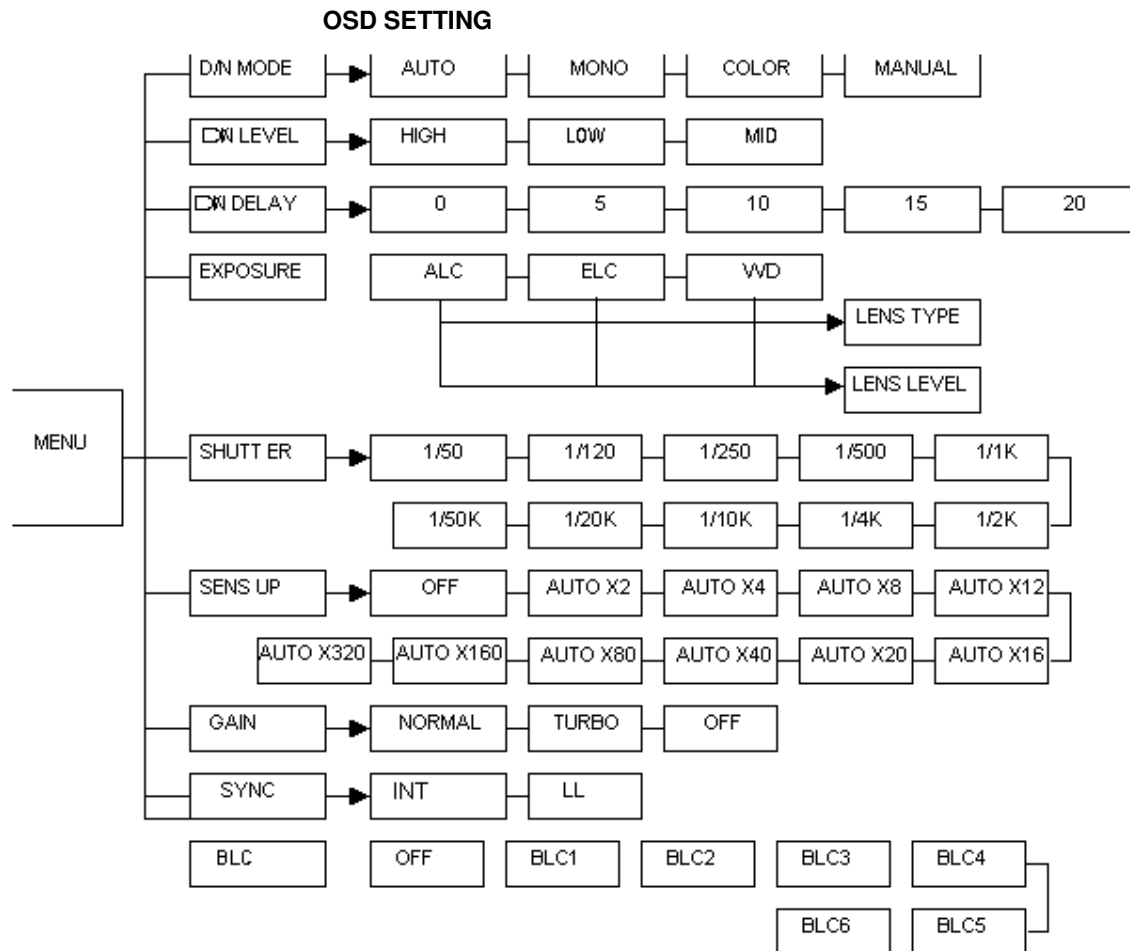 OSD SETTING
D/N MODE AUTO MONO COLOR MANUAL
D/N LEVEL HIGH LOW MID
D/N DELAY 0 5 10 15 20
EXPOSURE ALC ELC WD
LENS TYPE
LENS LEVEL
MENU
SHUTT ER 1/50 1/120 1/250 1/500 1/1K
1/50K 1/20K 1/10K 1/4K 1/2K
SENS UP OFF AUTO X2 AUTO X4 AUTO X8 AUTO X12
AUTO X320 AUTO X160 AUTO X80 AUTO X40 AUTO X20 AUTO X16
GAIN NORMAL TURBO OFF
SYNC INT LL
BLC OFF BLC1 BLC2 BLC3 BLC4
BLC6 BLC5